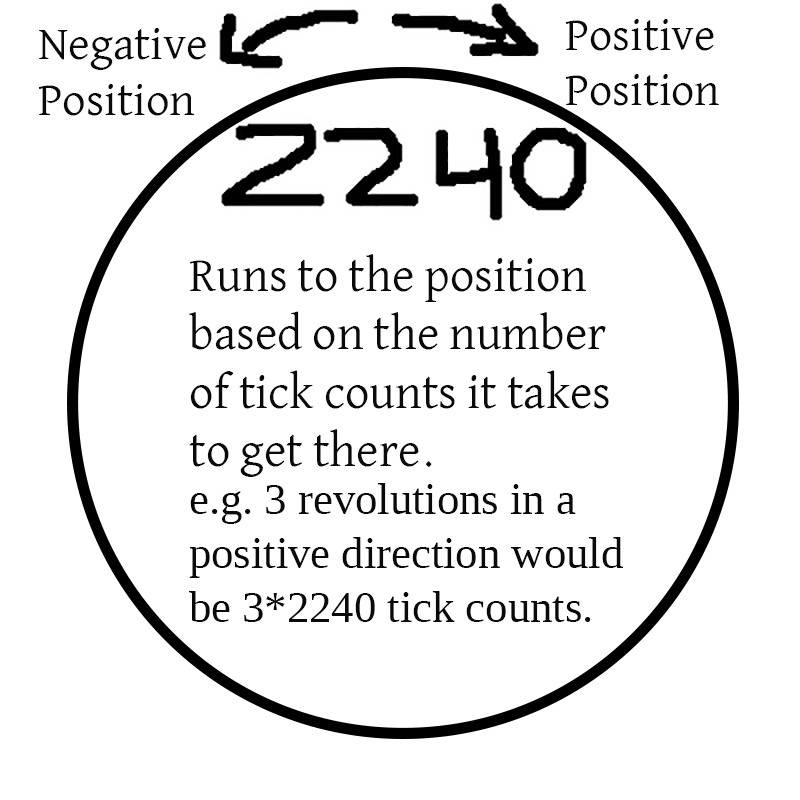 Negative
Position
Positive
Position
2240
Runs to the position
based on the number
of tick counts it takes
to get there.
e.g. 3 revolutions in a
positive direction would
be 3*2240 tick counts.